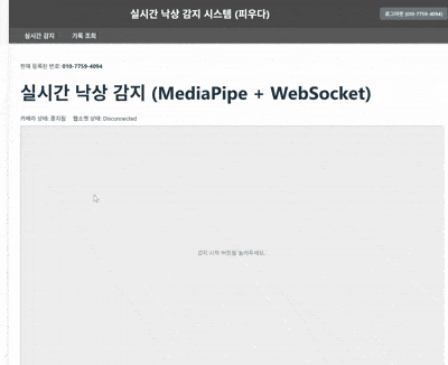 실시간 낙상 감지 시스템 (피우다)
로그아웃 (010-7759-4094)
실시간 감지 기록 조회
현재 등록된 번호: 010-7759-4094
실시간 낙상 감지 (MediaPipe + WebSocket)
카메라 상태: 중지됨 웹소켓 상태: Disconnected
감지 시작 버튼을 눌러주세요.